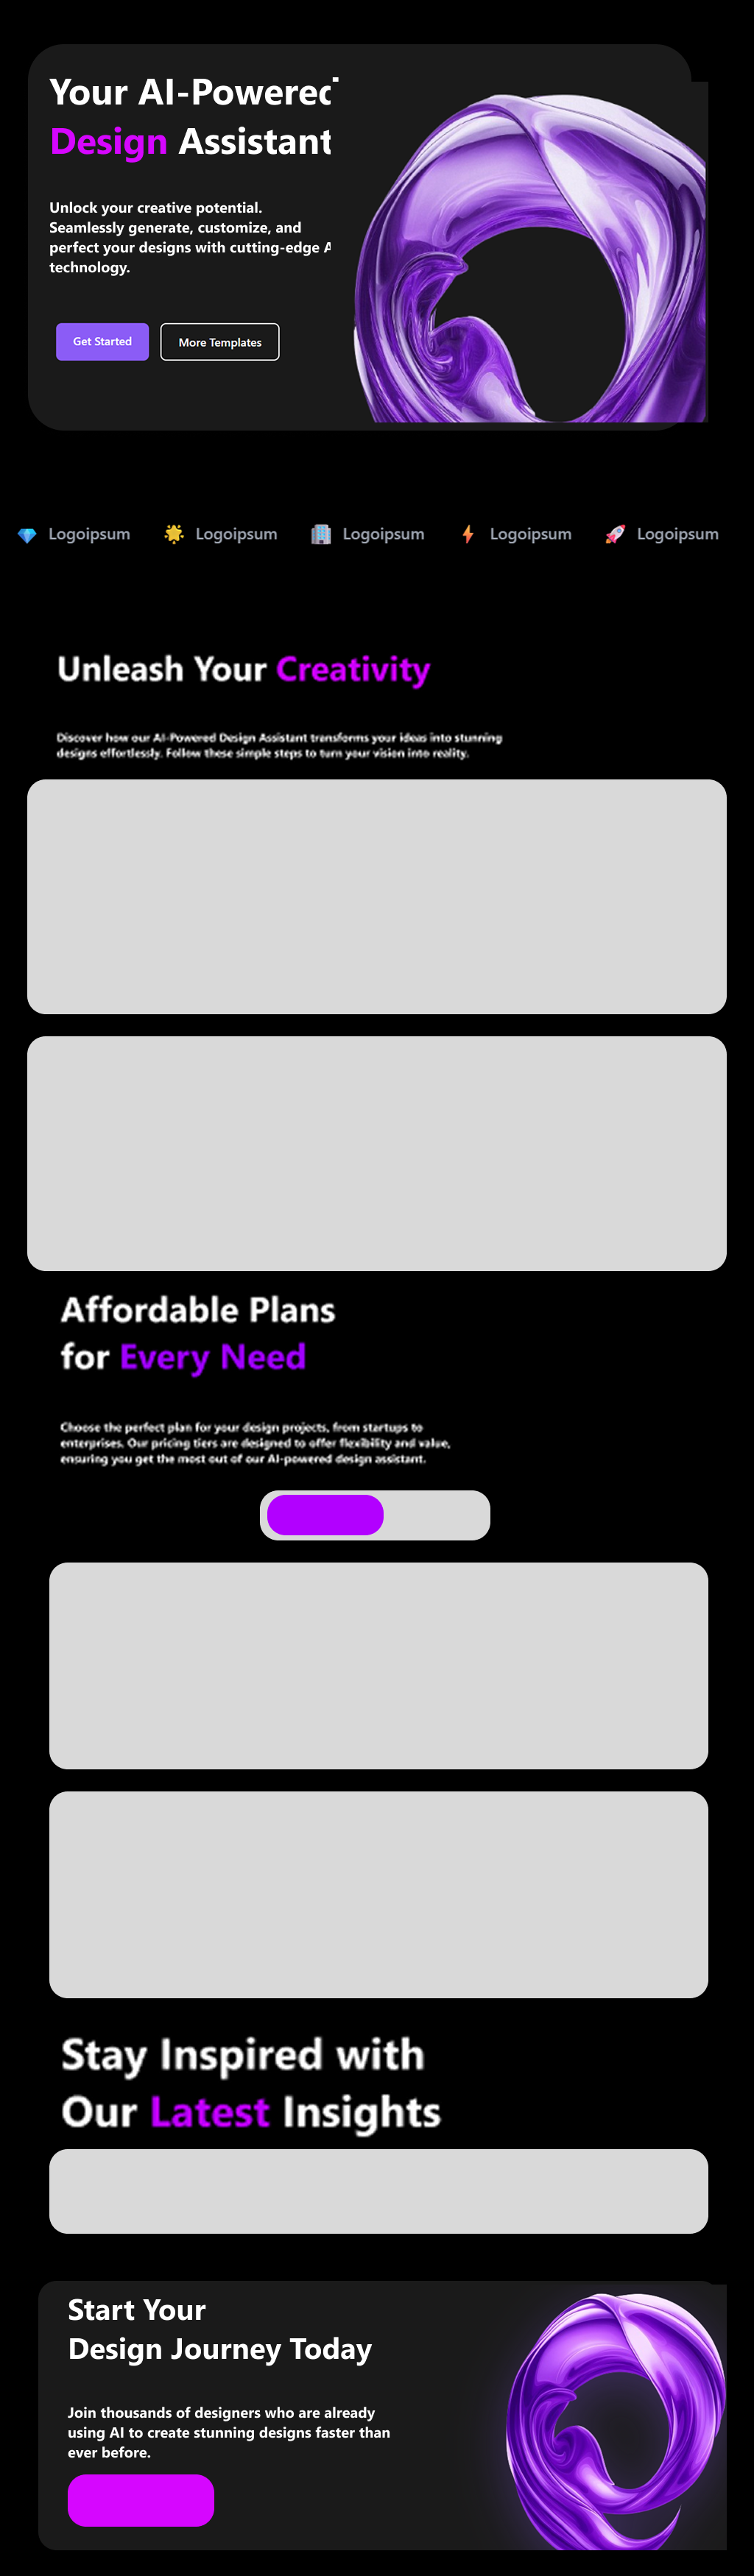 Your AI-Powered
Design Assistant
Unlock your creative potential.
Seamlessly generate, customize, and
perfect your designs with cutting-edge A
technology.
Get Started
More Templates
Logoipsum
Logoipsum
Logoipsum
Logoipsum
Logoipsum
Unleash Your Creativity
Discover how our AI-Powered Design Assistant transforms your ideas into stunning
designs effortlessly. Follow these simple steps to turn your vision into reality.
Affordable Plans
for Every Need
Choose the perfect plan for your design projects, from startups to
enterprises. Our pricing tiers are designed to offer flexibility and value,
ensuring you get the most out of our AI-powered design assistant.
Stay Inspired with
Our Latest Insights
Start Your
Design Journey Today
Join thousands of designers who are already
using AI to create stunning designs faster than
ever before.